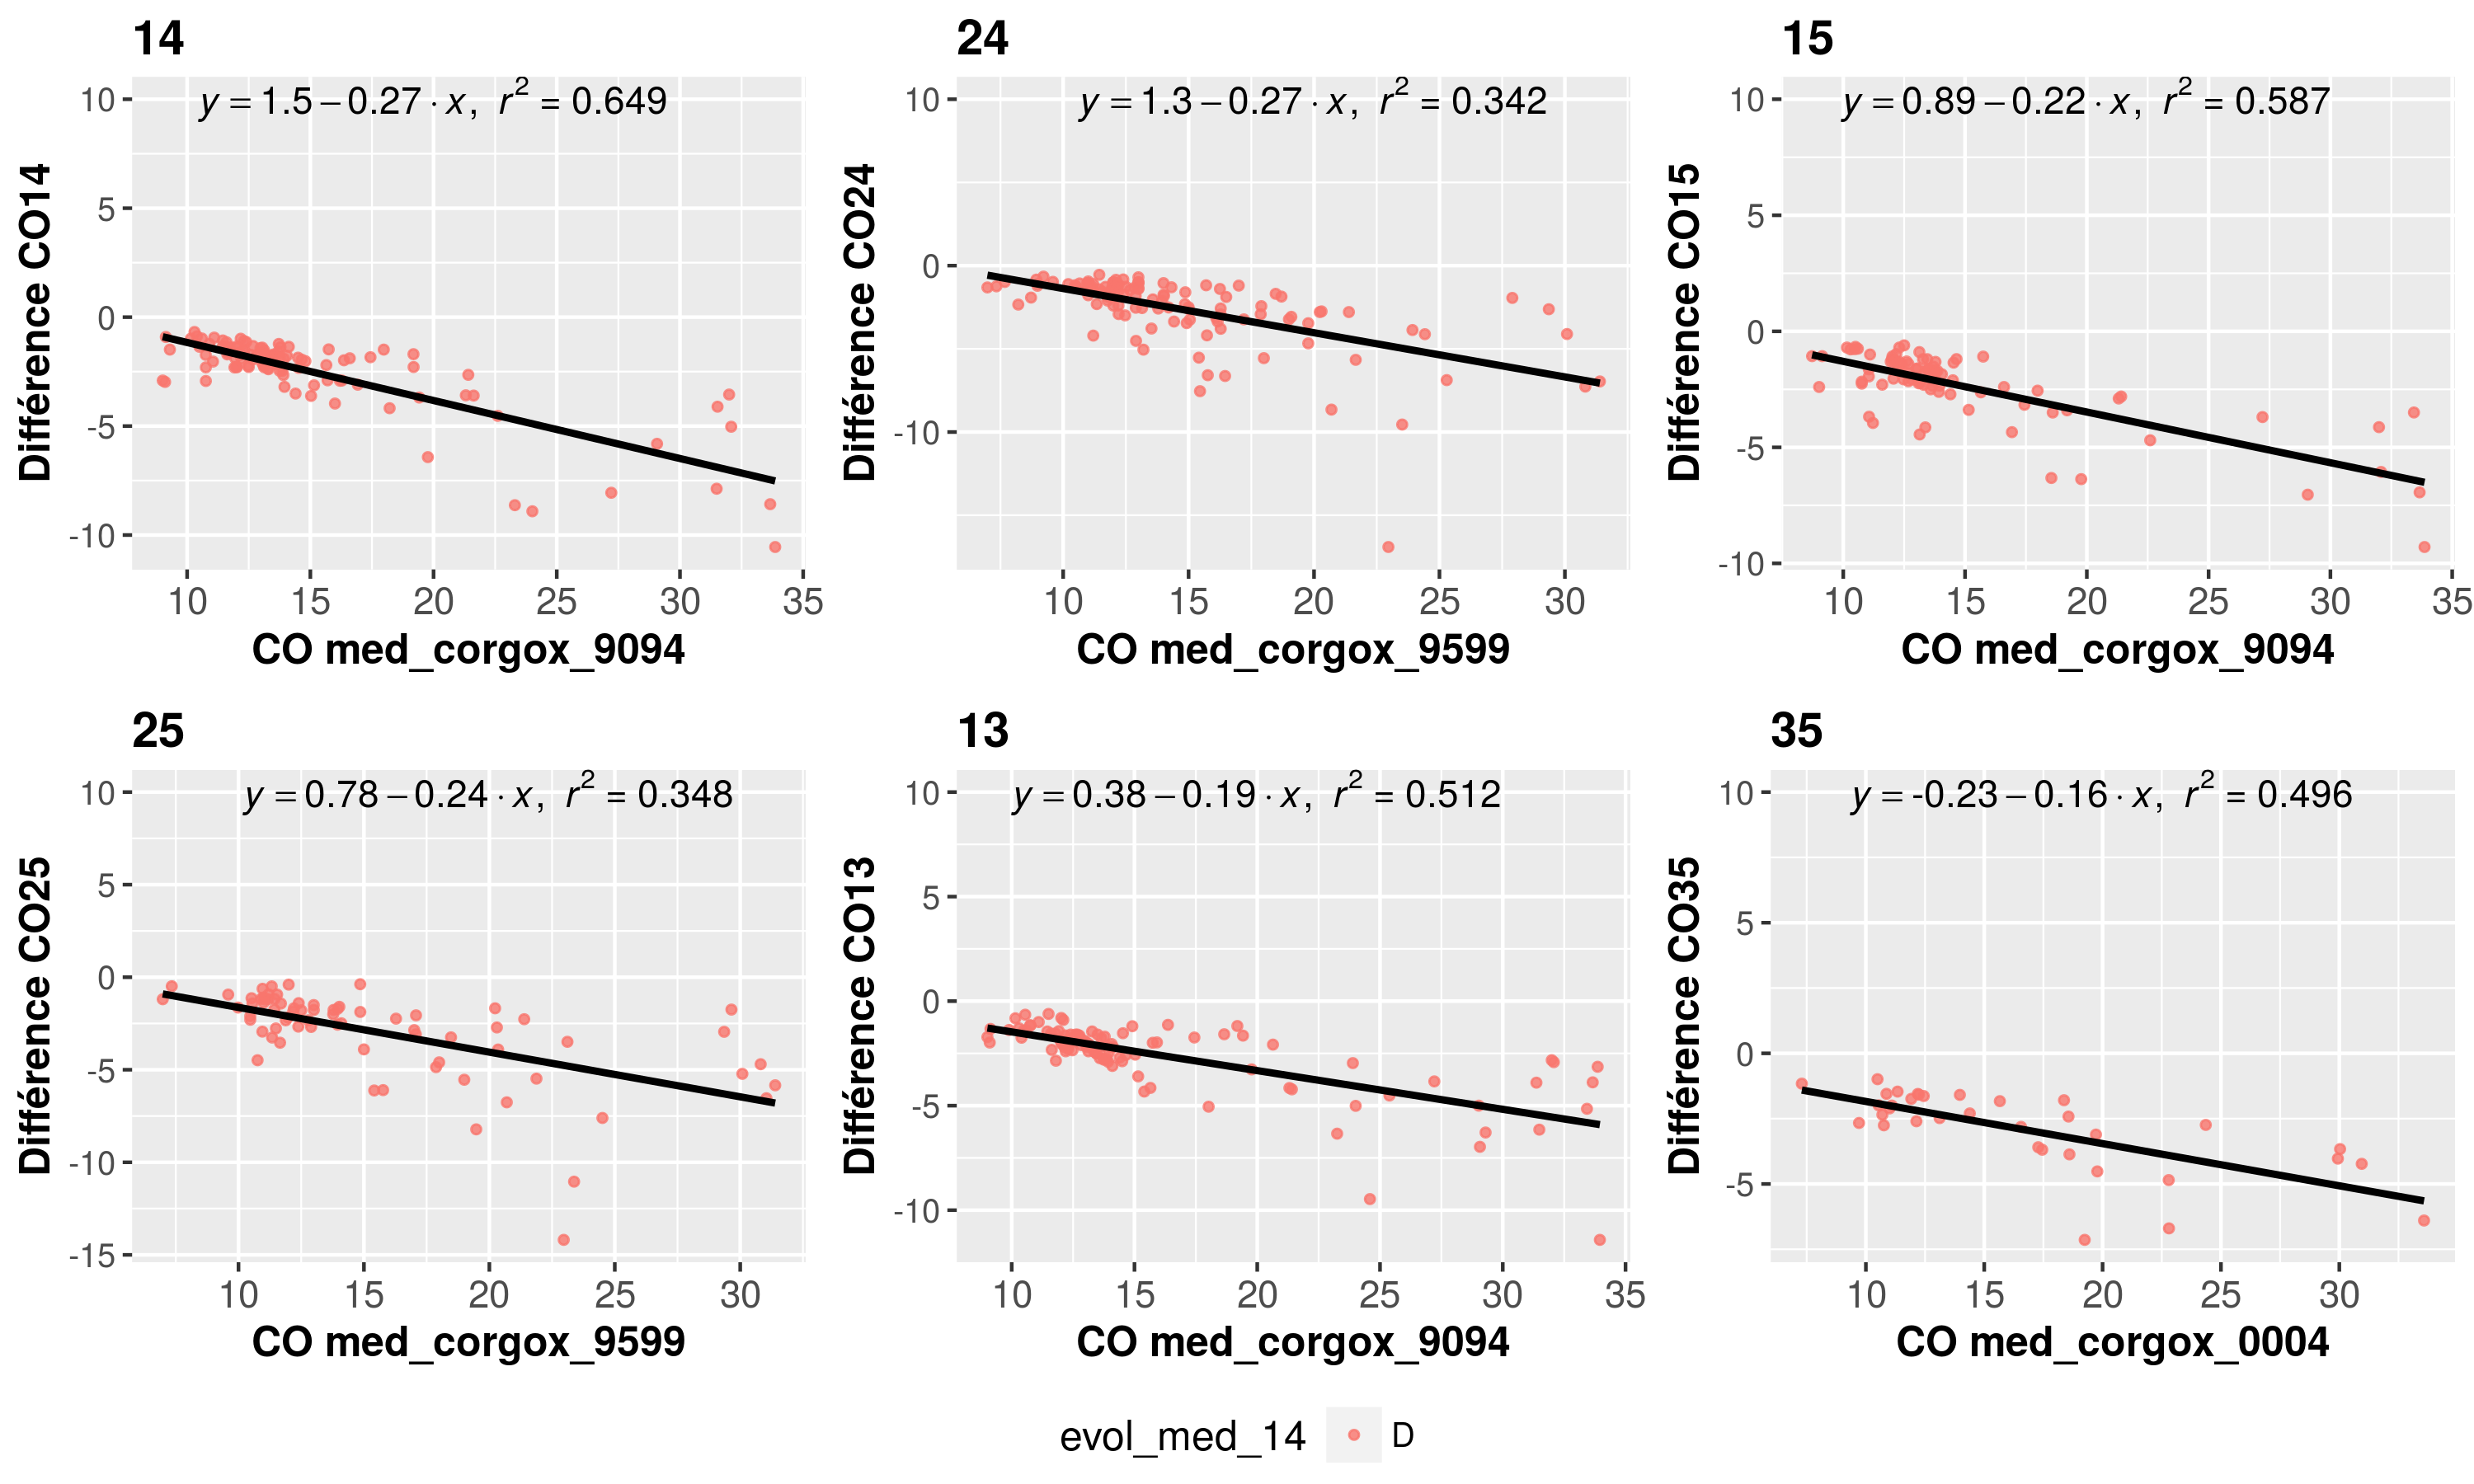 14
y = 1.5 − 0.27 · x, r² = 0.649
Différence CO14
10
5
0
-5
-10
10 15 20 25 30 35
CO med_corgox_9094
24
y = 1.3 − 0.27 · x, r² = 0.342
Différence CO24
10
0
-10
10 15 20 25 30
CO med_corgox_9599
15
y = 0.89 − 0.22 · x, r² = 0.587
Différence CO15
10
5
0
-5
-10
10 15 20 25 30 35
CO med_corgox_9094
25
y = 0.78 − 0.24 · x, r² = 0.348
Différence CO25
10
5
0
-5
-10
-15
10 15 20 25 30
CO med_corgox_9599
13
y = 0.38 − 0.19 · x, r² = 0.512
Différence CO13
10
5
0
-5
-10
10 15 20 25 30 35
CO med_corgox_9094
35
y = -0.23 − 0.16 · x, r² = 0.496
Différence CO35
10
5
0
-5
10 15 20 25 30
CO med_corgox_0004
evol_med_14 D